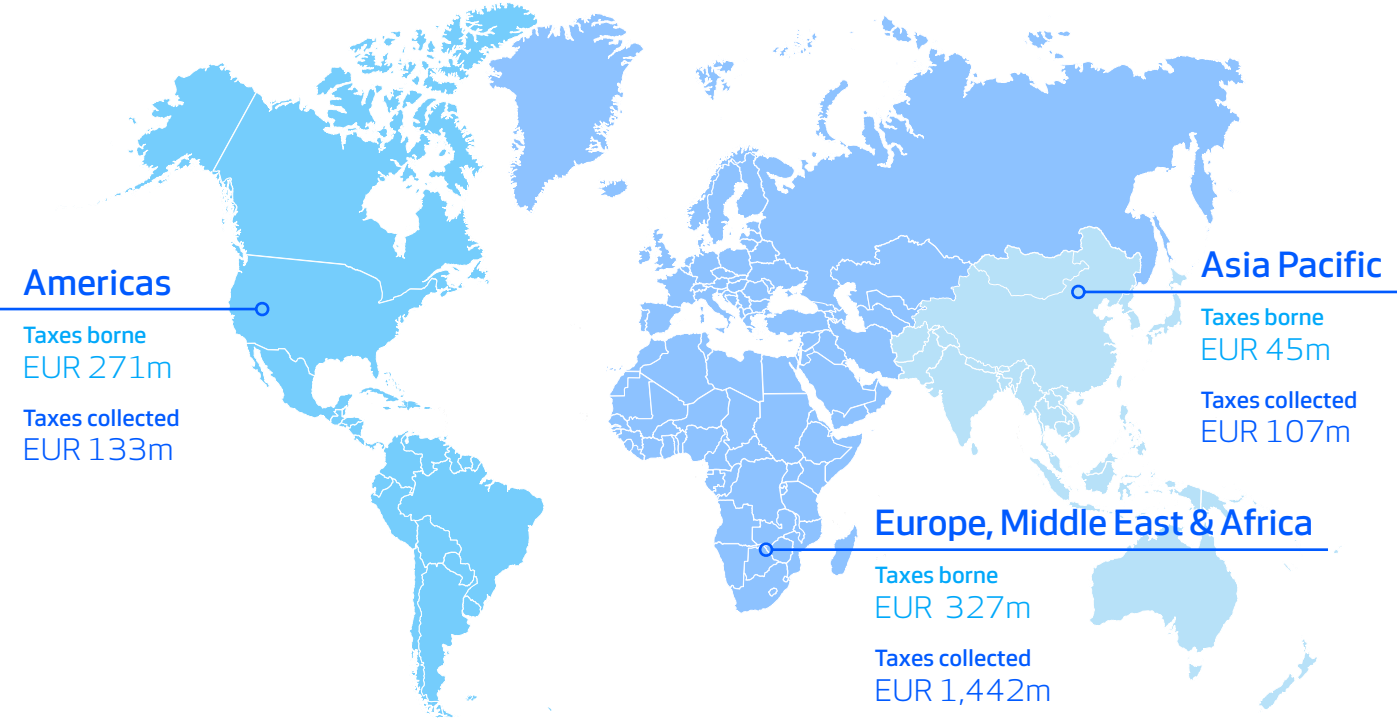 Americas
Taxes borne
EUR 271m
Taxes collected
EUR 133m
Asia Pacific
Taxes borne
EUR 45m
Taxes collected
EUR 107m
Europe, Middle East & Africa
Taxes borne
EUR 327m
Taxes collected
EUR 1,442m